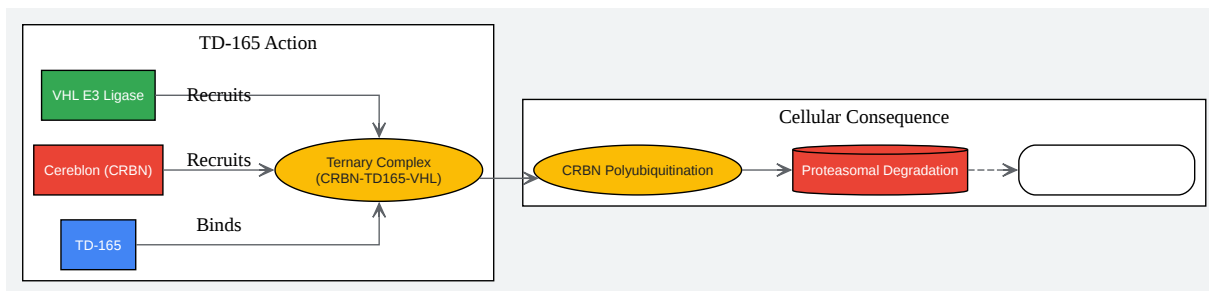 TD-165 Action
VHL E3 Ligase
Recruits
Cereblon (CRBN)
Recruits
TD-165
Binds
Ternary Complex
(CRBN-TD165-VHL)
Cellular Consequence
CRBN Polyubiquitination
Proteasomal Degradation